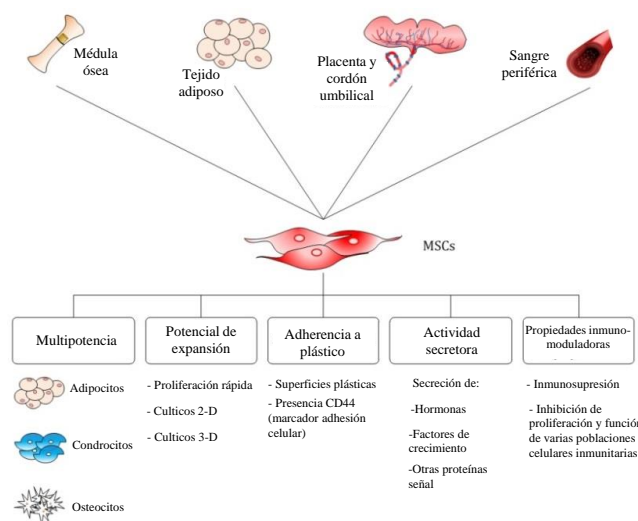 Médula
ósea
Tejido
adiposo
Placenta y
cordón
umbilical
Sangre
periférica
MSCs
Multipotencia
Potencial de
expansión
Adherencia a
plástico
Actividad
secretora
Propiedades inmuno-
moduladoras
Adipocitos
Condrocitos
Osteocitos
- Proliferación rápida
- Culticos 2-D
- Culticos 3-D
- Superficies plásticas
- Presencia CD44
(marcador adhesión
celular)
Secreción de:
-Hormonas
-Factores de
crecimiento
-Otras proteínas
señal
- Inmunosupresión
- Inhibición de
proliferación y función
de varias poblaciones
celulares inmunitarias